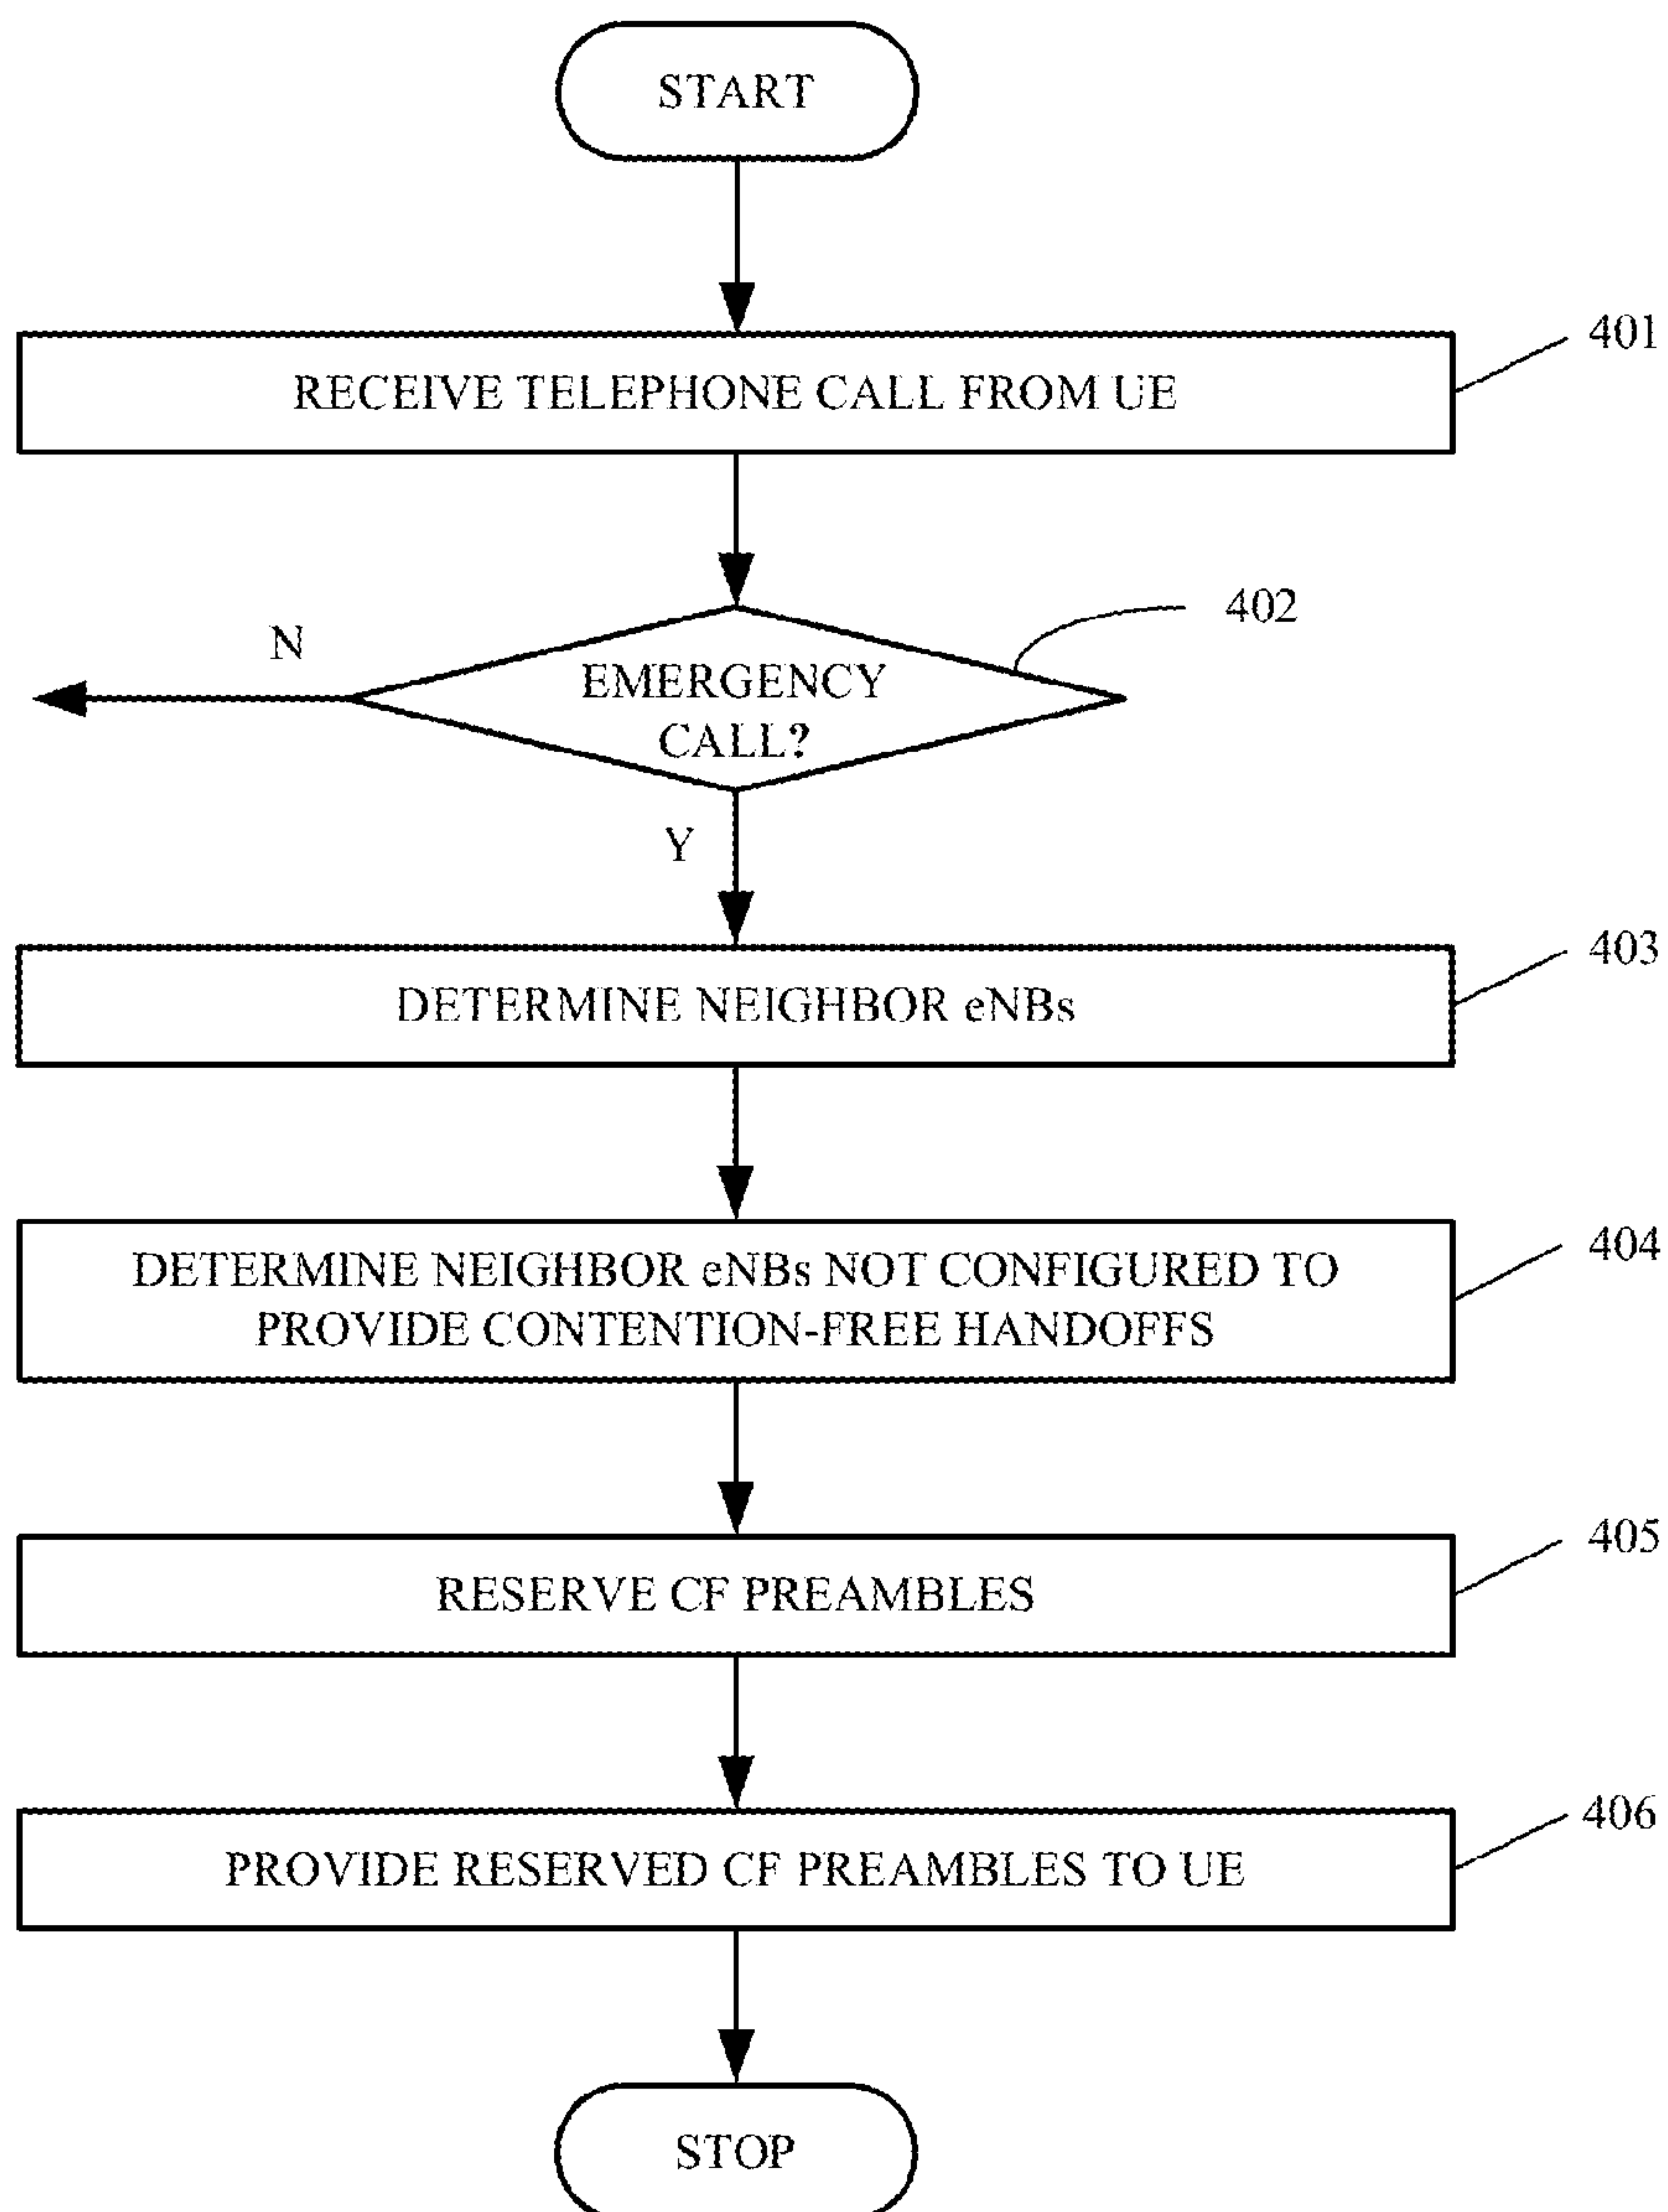 START
RECEIVE TELEPHONE CALL FROM UE
401
402
N
EMERGENCY
CALL?
Y
DETERMINE NEIGHBOR eNBs
403
DETERMINE NEIGHBOR eNBs NOT CONFIGURED TO
PROVIDE CONTENTION-FREE HANDOFFS
404
RESERVE CF PREAMBLES
405
PROVIDE RESERVED CF PREAMBLES TO UE
406
STOP